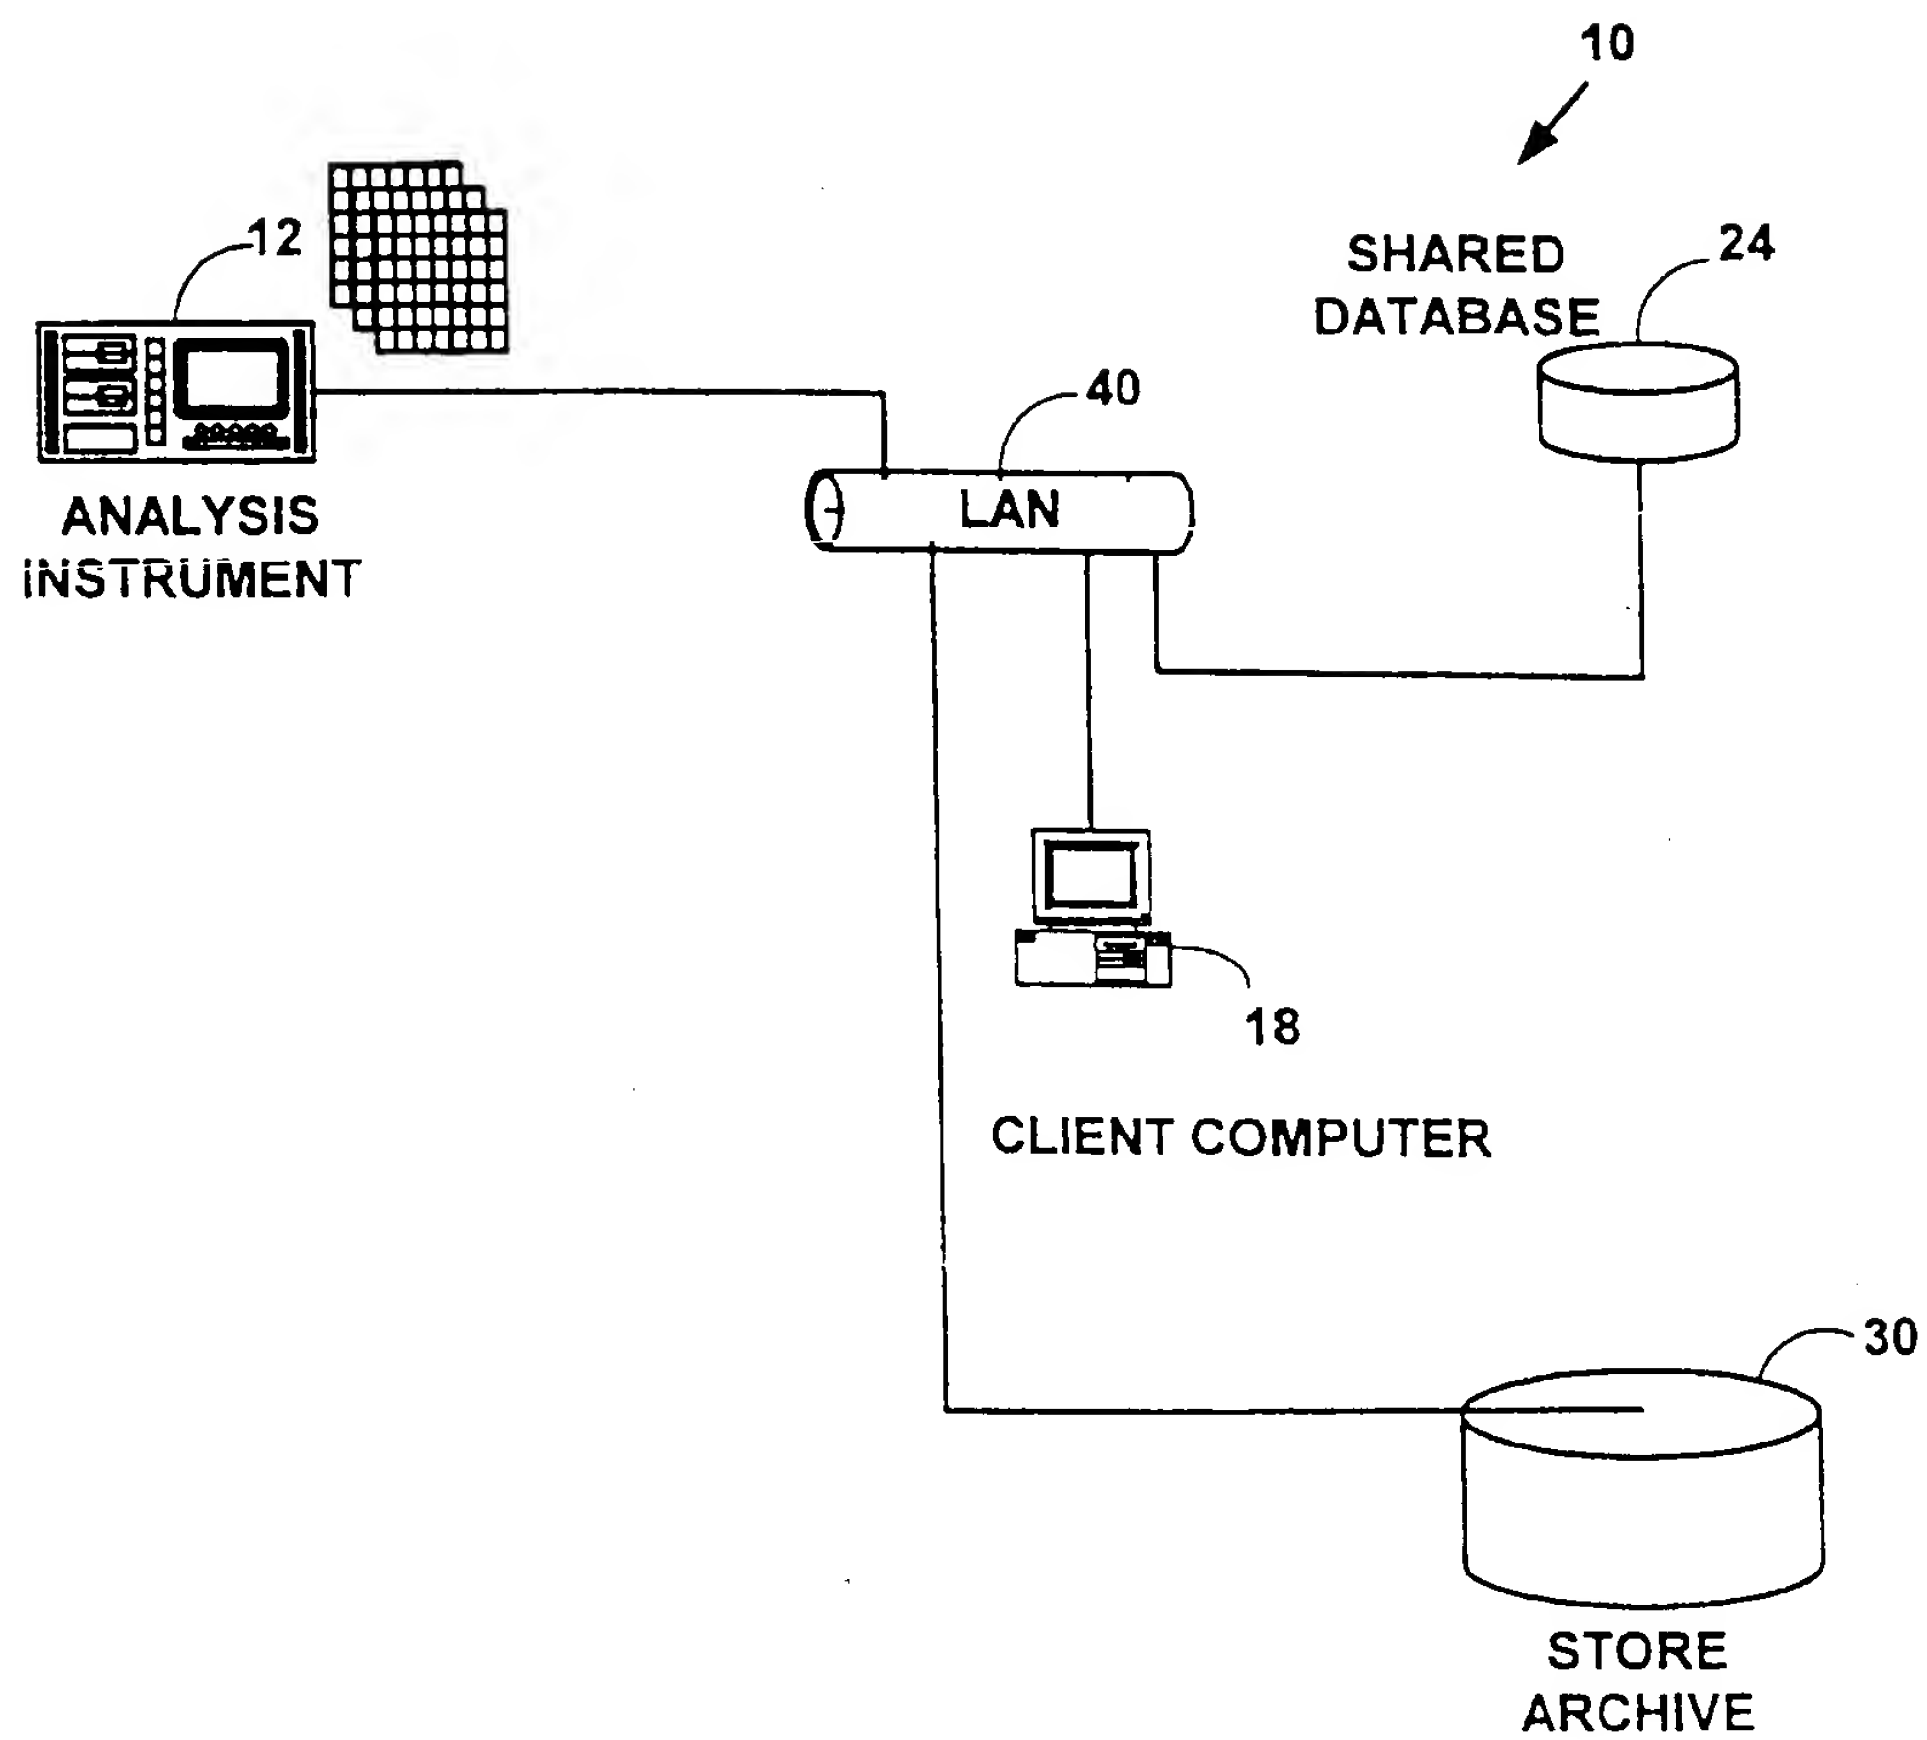 10
12
SHARED
DATABASE
24
40
LAN
ANALYSIS
INSTRUMENT
18
CLIENT COMPUTER
30
STORE
ARCHIVE